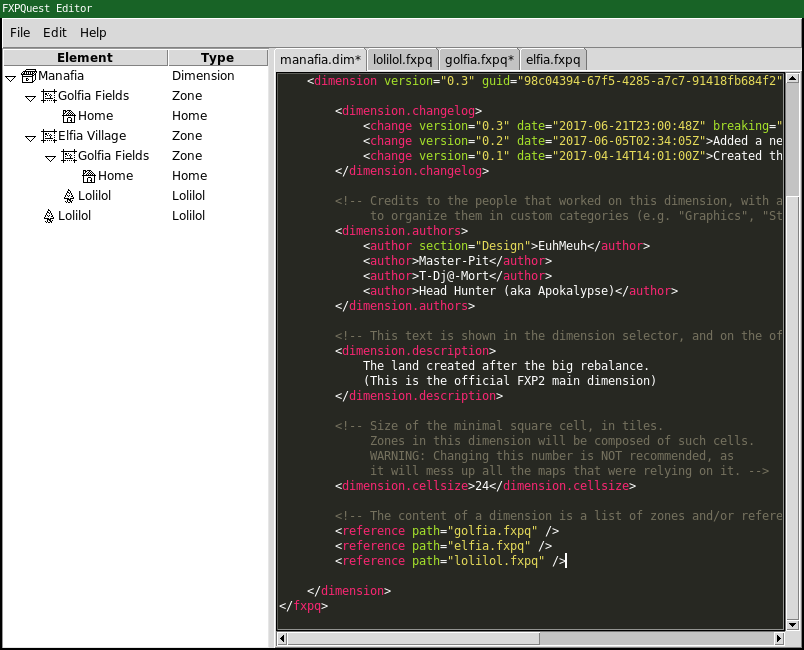 FXPQuest Editor
File Edit Help
Element Type
Manafia Dimension
Golfia Fields Zone
Home Home
Elfia Village Zone
Golfia Fields Zone
Home Home
Lolilol Lolilol
Lolilol Lolilol
manafia.dim* lolilol.fxpq golfia.fxpq* elfia.fxpq
<dimension version="0.3" guid="98c04394-67f5-4285-a7c7-91418fb684f2"
<dimension.changelog>
<change version="0.3" date="2017-06-21T23:00:48Z" breaking="
<change version="0.2" date="2017-06-05T02:34:05Z">Added a ne
<change version="0.1" date="2017-04-14T14:01:00Z">Created th
</dimension.changelog>
<!-- Credits to the people that worked on this dimension, with a
to organize them in custom categories (e.g. "Graphics", "St
<dimension.authors>
<author section="Design">EuhMeuh</author>
<author>Master-Pit</author>
<author>T-Dj@-Mort</author>
<author>Head Hunter (aka Apokalypse)</author>
</dimension.authors>
<!-- This text is shown in the dimension selector, and on the of
<dimension.description>
The land created after the big rebalance.
(This is the official FXP2 main dimension)
</dimension.description>
<!-- Size of the minimal square cell, in tiles.
Zones in this dimension will be composed of such cells.
WARNING: Changing this number is NOT recommended, as
it will mess up all the maps that were relying on it. -->
<dimension.cellsize>24</dimension.cellsize>
<!-- The content of a dimension is a list of zones and/or refere
<reference path="golfia.fxpq" />
<reference path="elfia.fxpq" />
<reference path="lolilol.fxpq" />
</dimension>
</fxpq>